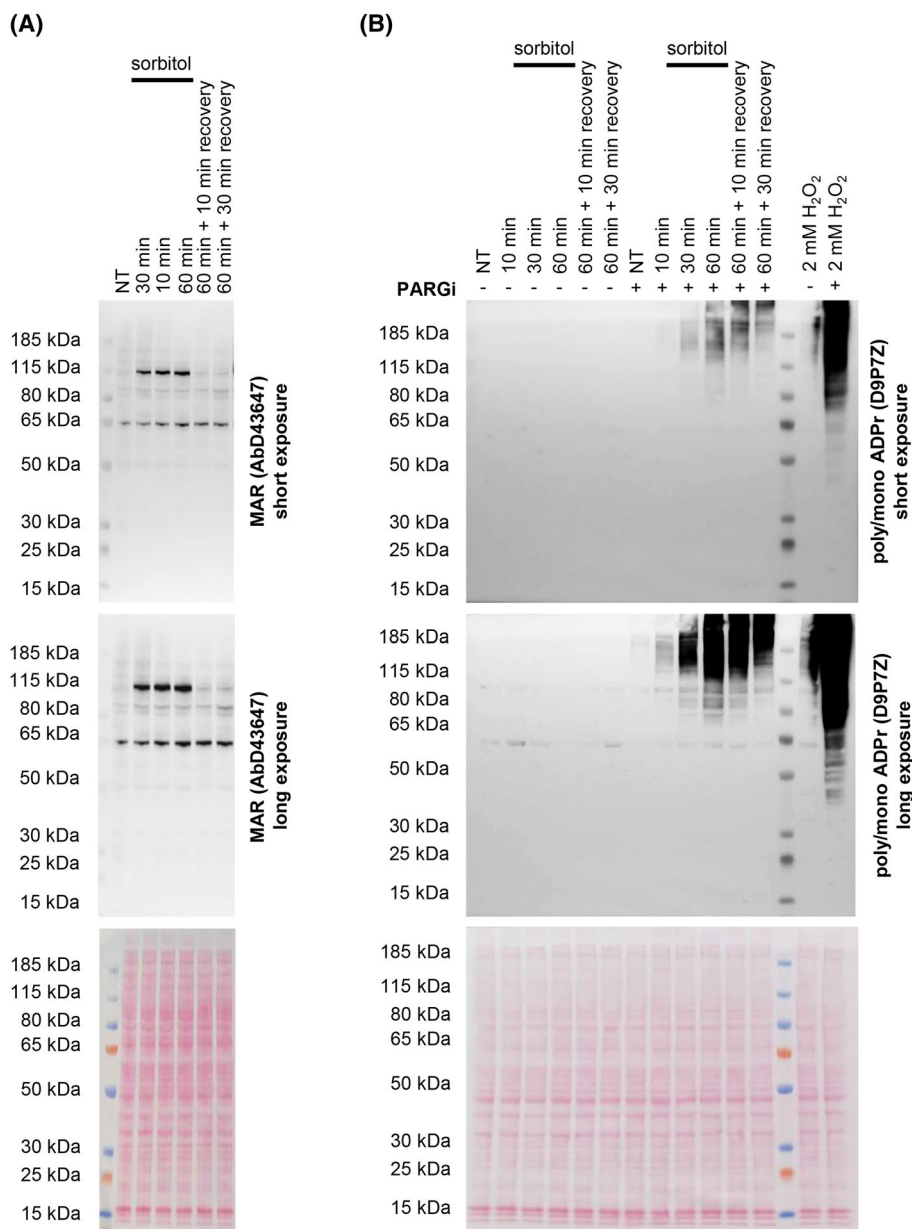 (A)
sorbitol
NT
30 min
10 min
60 min
60 min + 10 min recovery
60 min + 30 min recovery
185 kDa
115 kDa
80 kDa
65 kDa
50 kDa
30 kDa
25 kDa
15 kDa
MAR (AbD43647)
short exposure
185 kDa
115 kDa
80 kDa
65 kDa
50 kDa
30 kDa
25 kDa
15 kDa
MAR (AbD43647)
long exposure
185 kDa
115 kDa
80 kDa
65 kDa
50 kDa
30 kDa
25 kDa
15 kDa
(B)
sorbitol
sorbitol
NT
10 min
30 min
60 min
60 min + 10 min recovery
60 min + 30 min recovery
NT
10 min
30 min
60 min
60 min + 10 min recovery
60 min + 30 min recovery
2 mM H₂O₂
2 mM H₂O₂
PARGi - - - - - - + + + + + + - +
185 kDa
115 kDa
80 kDa
65 kDa
50 kDa
30 kDa
25 kDa
15 kDa
poly/mono ADPr (D9P7Z)
short exposure
185 kDa
115 kDa
80 kDa
65 kDa
50 kDa
30 kDa
25 kDa
15 kDa
poly/mono ADPr (D9P7Z)
long exposure
185 kDa
115 kDa
80 kDa
65 kDa
50 kDa
30 kDa
25 kDa
15 kDa